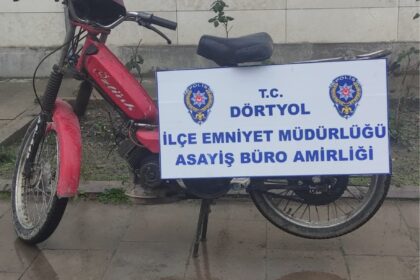 T.C.
DÖRTYOL
İLÇE EMNİYET MÜDÜRLÜĞÜ
ASAYİŞ BÜRO AMİRLİĞİ